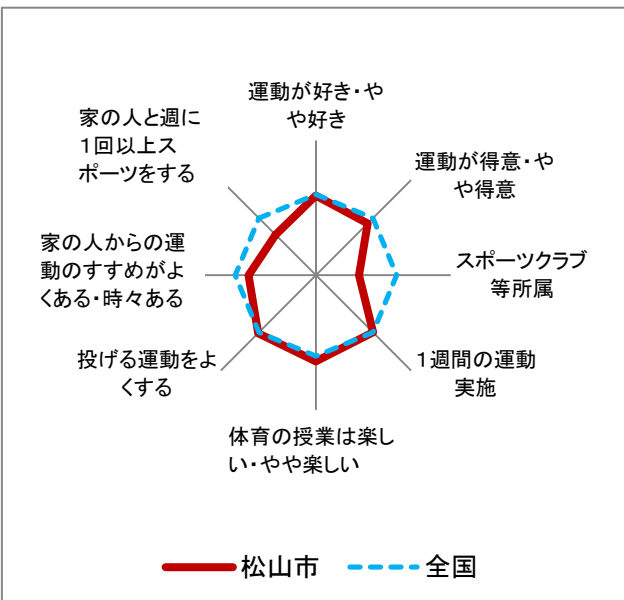 運動が好き・や
や好き
運動が得意・や
や得意
スポーツクラブ
等所属
1週間の運動
実施
体育の授業は楽し
い・やや楽しい
投げる運動をよ
くする
家の人からの運
動のすすめがよ
くある・時々ある
家の人と週に
1回以上ス
ポーツをする
松山市
全国